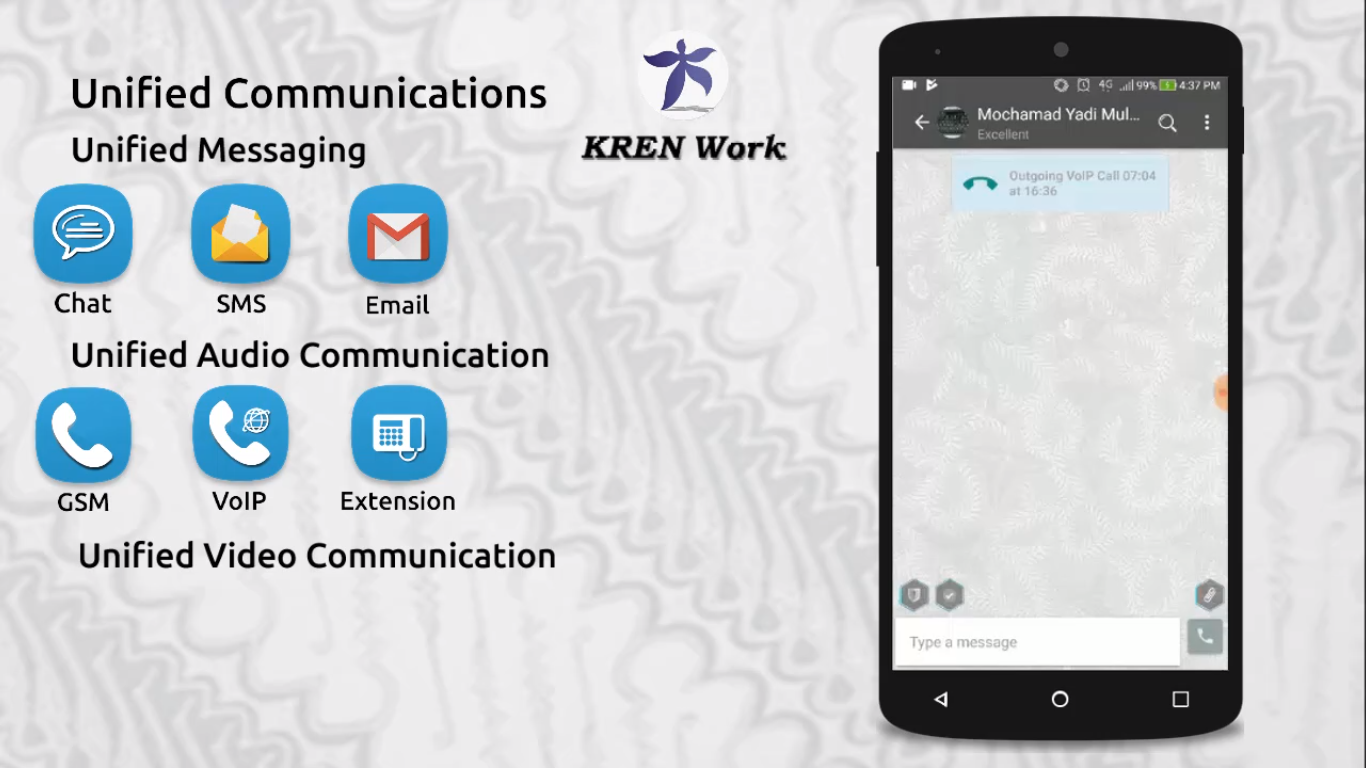 Unified Communications
Unified Messaging
Chat
SMS
Email
Unified Audio Communication
GSM
VoIP
Extension
Unified Video Communication
KREN Work
4G
99%
4:37 PM
Mochamad Yadi Mul...
Excellent
Outgoing VoIP Call 07:04
at 16:36
Type a message